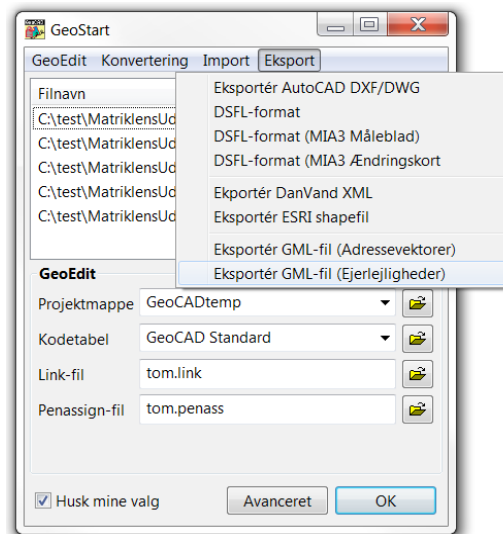 GeoStart
GeoEdit Konvertering Import Eksport
Filnavn
C:\test\MatriklensUd
C:\test\MatriklensUd
C:\test\MatriklensUd
C:\test\MatriklensUd
C:\test\MatriklensUd
Eksportér AutoCAD DXF/DWG
DSFL-format
DSFL-format (MIA3 Måleblad)
DSFL-format (MIA3 Ændringskort
Ekportér DanVand XML
Eksportér ESRI shapefil
Eksportér GML-fil (Adressevektorer)
Eksportér GML-fil (Ejerlejligheder)
GeoEdit
Projektmappe GeoCADtemp
Kodetabel GeoCAD Standard
Link-fil tom.link
Penassign-fil tom.penass
Husk mine valg Avanceret OK